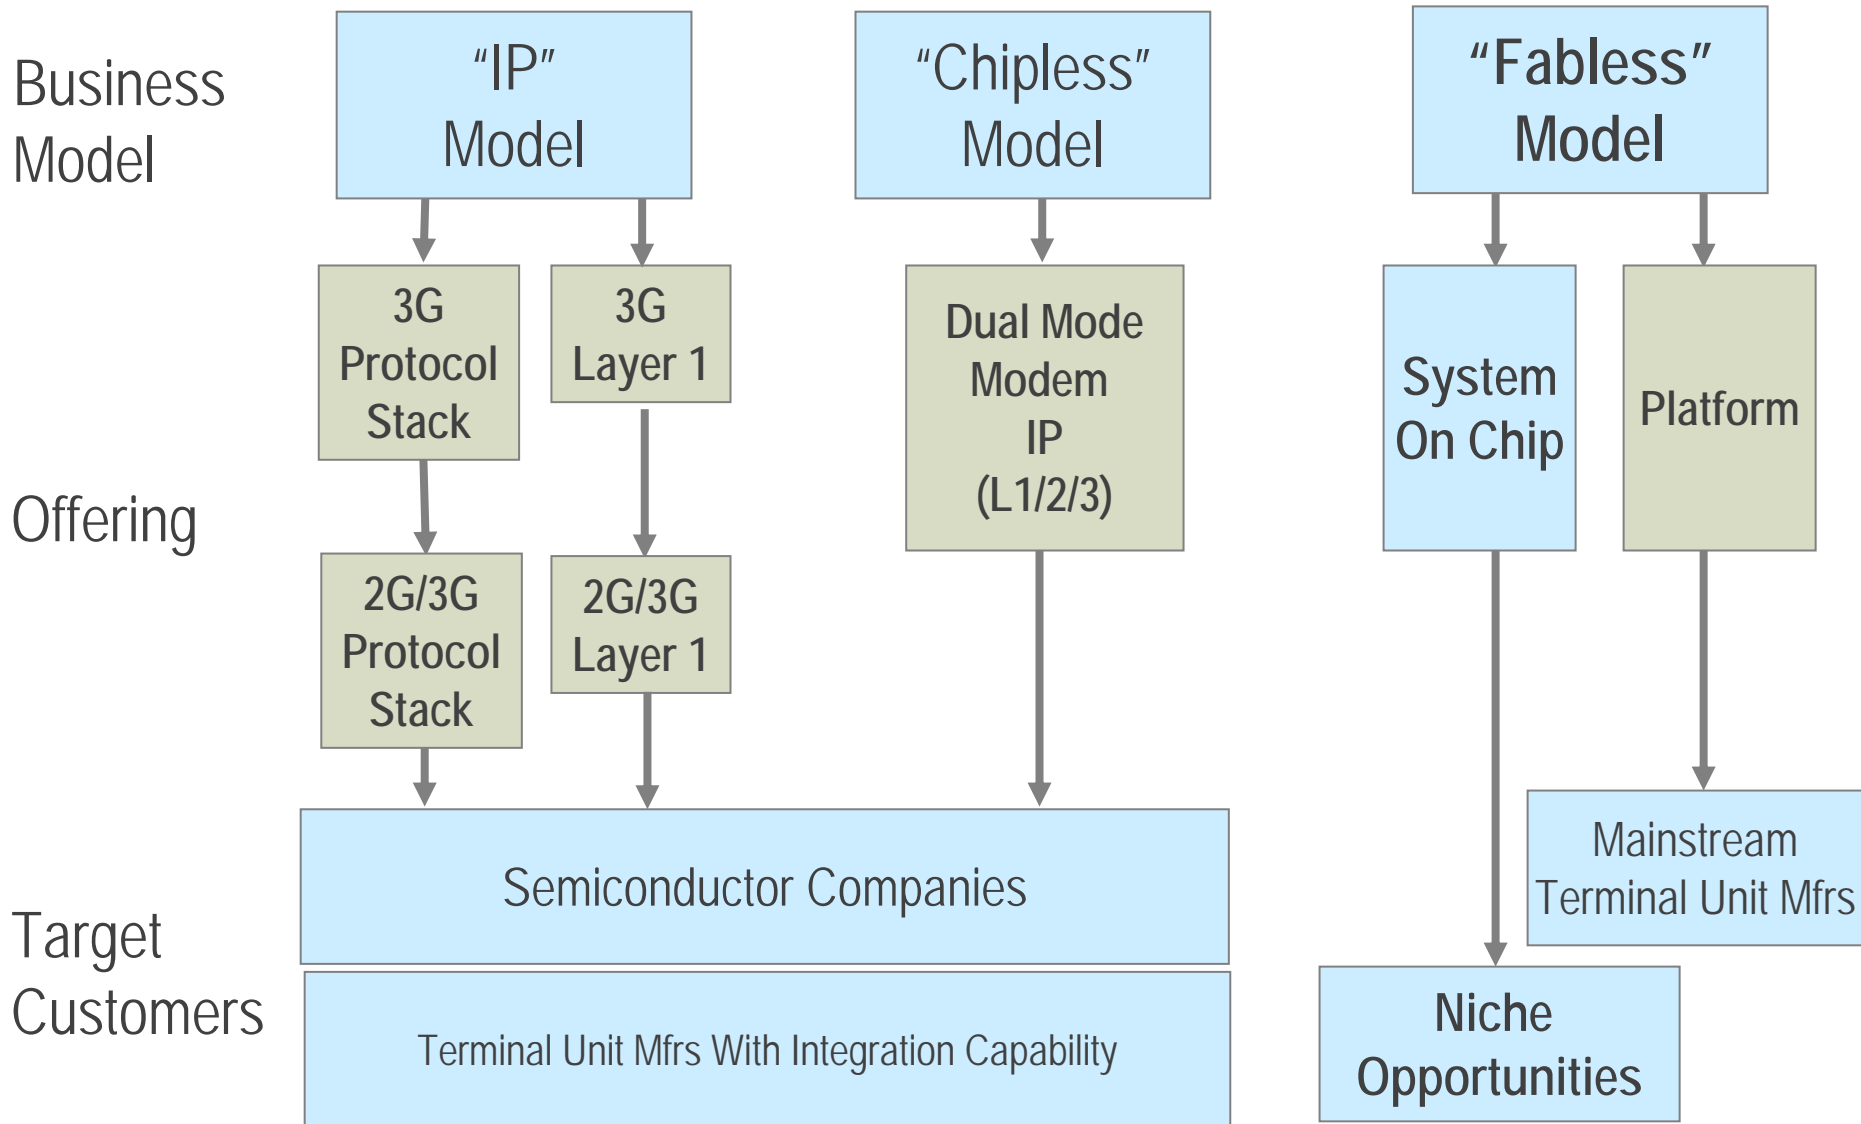 Business
Model
“IP”
Model
“Chipless”
Model
“Fabless”
Model
Offering
3G
Protocol
Stack
3G
Layer 1
Dual Mode
Modem
IP
(L1/2/3)
System
On Chip
Platform
2G/3G
Protocol
Stack
2G/3G
Layer 1
Target
Customers
Semiconductor Companies
Terminal Unit Mfrs With Integration Capability
Mainstream
Terminal Unit Mfrs
Niche
Opportunities